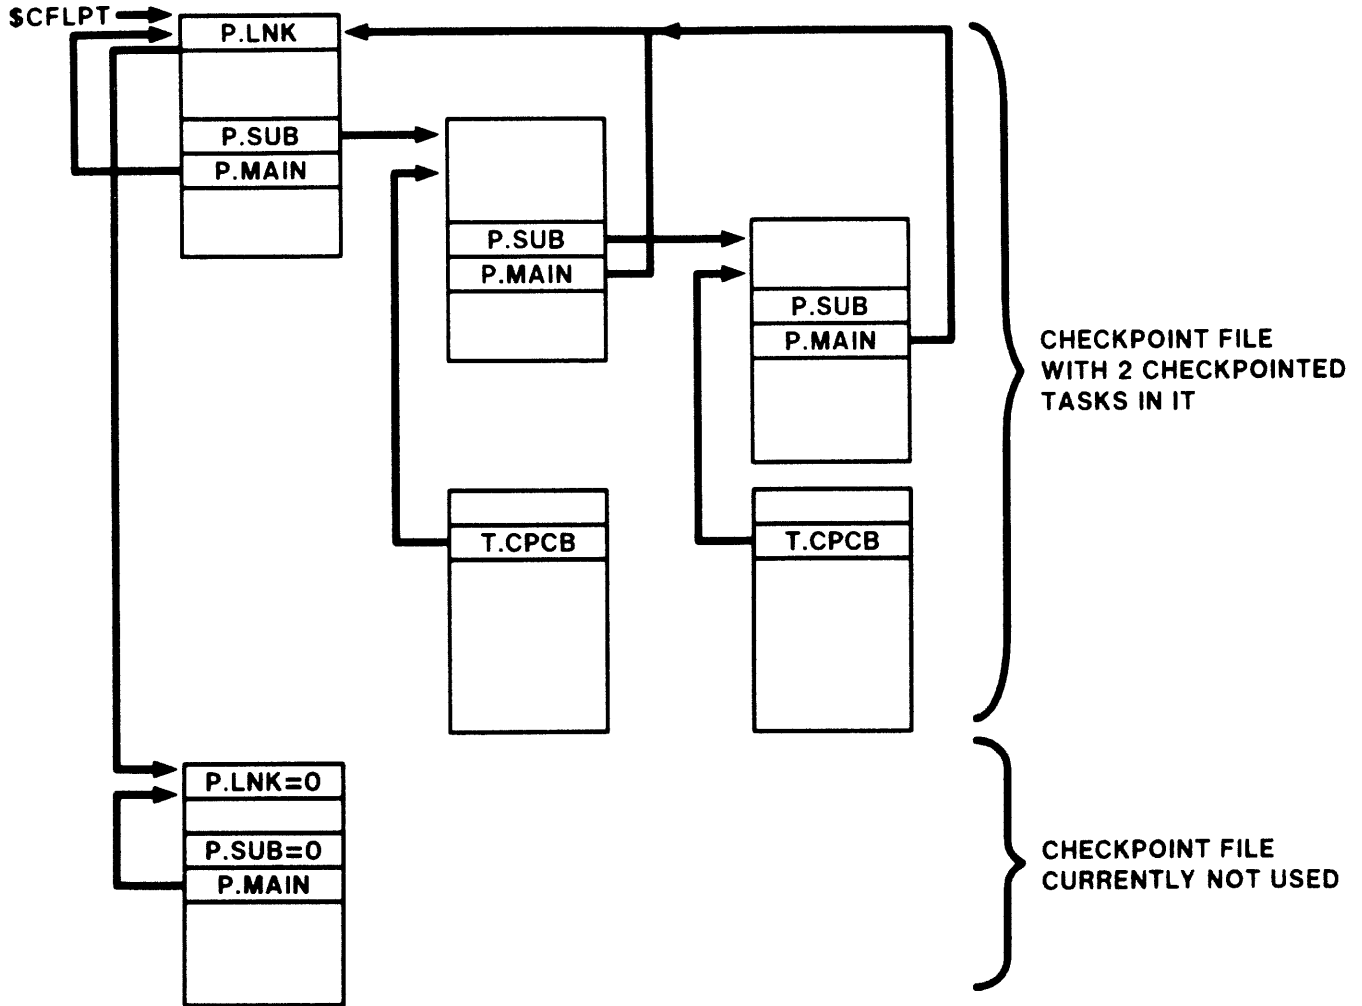 $CFLPT
P.LNK
P.SUB
P.MAIN
P.SUB
P.MAIN
P.SUB
P.MAIN
CHECKPOINT FILE
WITH 2 CHECKPOINTED
TASKS IN IT
T.CPCB
T.CPCB
P.LNK=0
P.SUB=0
P.MAIN
CHECKPOINT FILE
CURRENTLY NOT USED